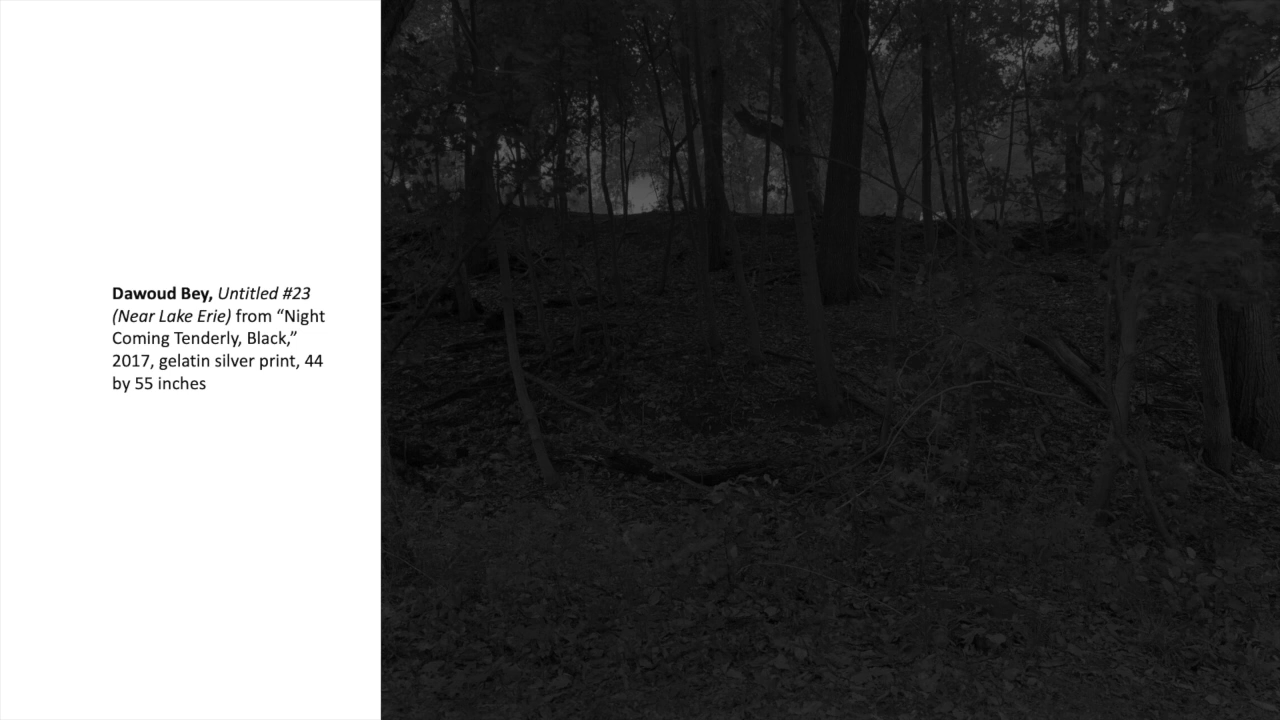 Dawoud Bey, Untitled #23
(Near Lake Erie) from “Night
Coming Tenderly, Black,”
2017, gelatin silver print, 44
by 55 inches